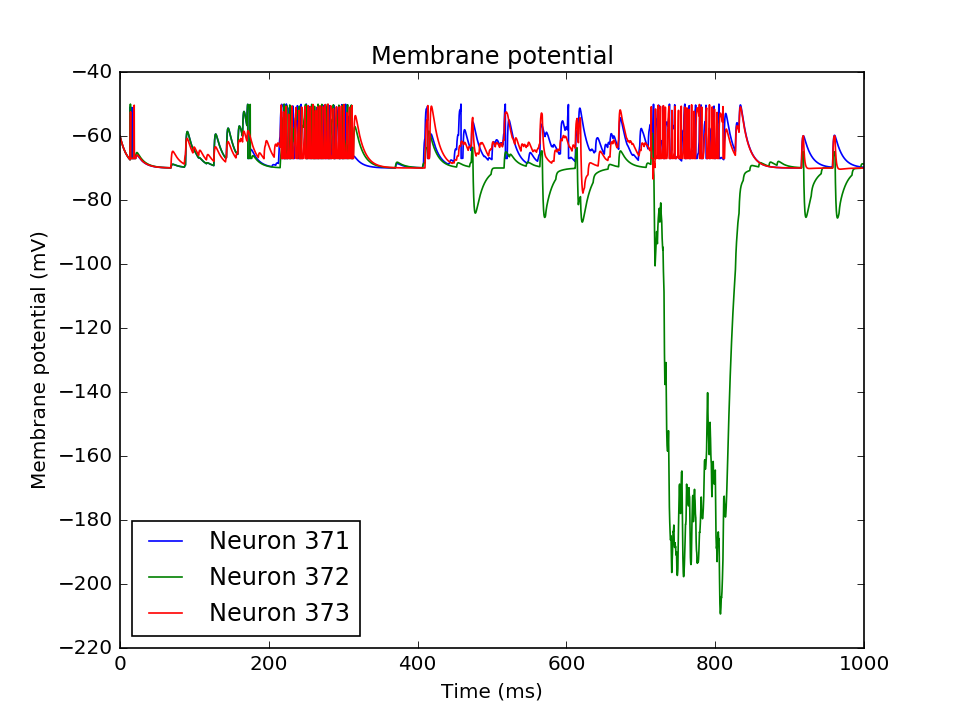 Membrane potential
Membrane potential (mV)
−40
−60
−80
−100
−120
−140
−160
−180
−200
−220
Neuron 371
Neuron 372
Neuron 373
0 200 400 600 800 1000
Time (ms)